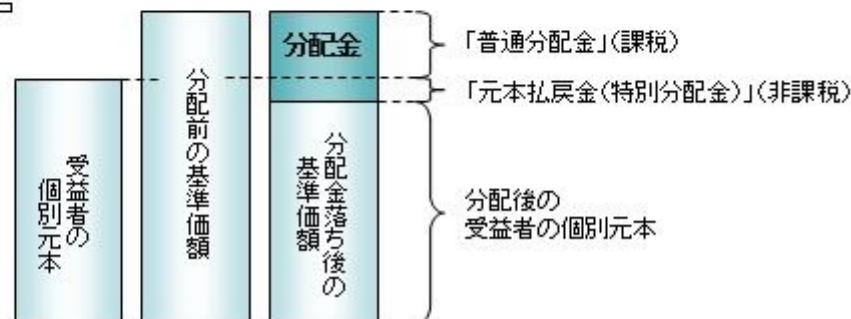 分配金
「普通分配金」(課税)
「元本払戻金(特別分配金)」(非課税)
受益者の
個別元本
分配前の基準価額
分配金落ち後の
基準価額
分配後の
受益者の個別元本